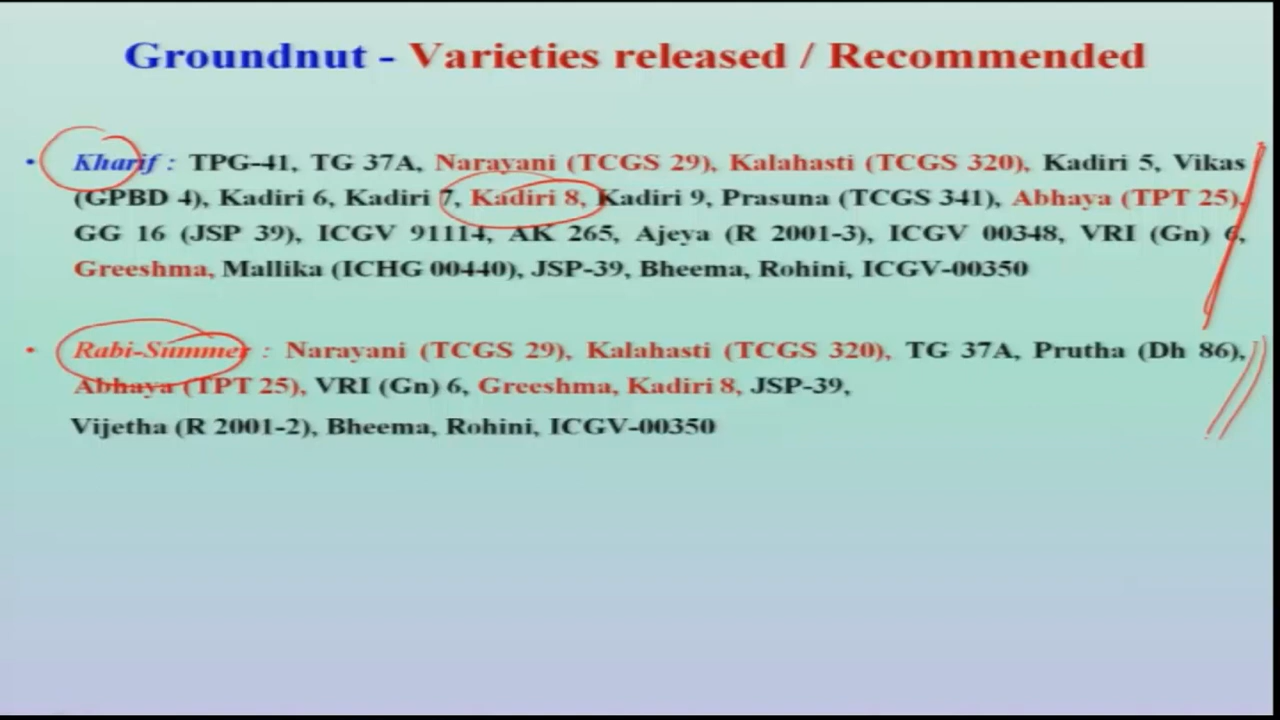 Groundnut - Varieties released / Recommended
• Kharif : TPG-41, TG 37A, Narayani (TCGS 29), Kalahasti (TCGS 320), Kadiri 5, Vikas
(GPBD 4), Kadiri 6, Kadiri 7, Kadiri 8, Kadiri 9, Prasuna (TCGS 341), Abhaya (TPT 25),
GG 16 (JSP 39), ICGV 91114, AK 265, Ajeya (R 2001-3), ICGV 00348, VRI (Gn) 6,
Greeshma, Mallika (ICHG 00440), JSP-39, Bheema, Rohini, ICGV-00350
• Rabi-Summer : Narayani (TCGS 29), Kalahasti (TCGS 320), TG 37A, Prutha (Dh 86),
Abhaya (TPT 25), VRI (Gn) 6, Greeshma, Kadiri 8, JSP-39,
Vijetha (R 2001-2), Bheema, Rohini, ICGV-00350